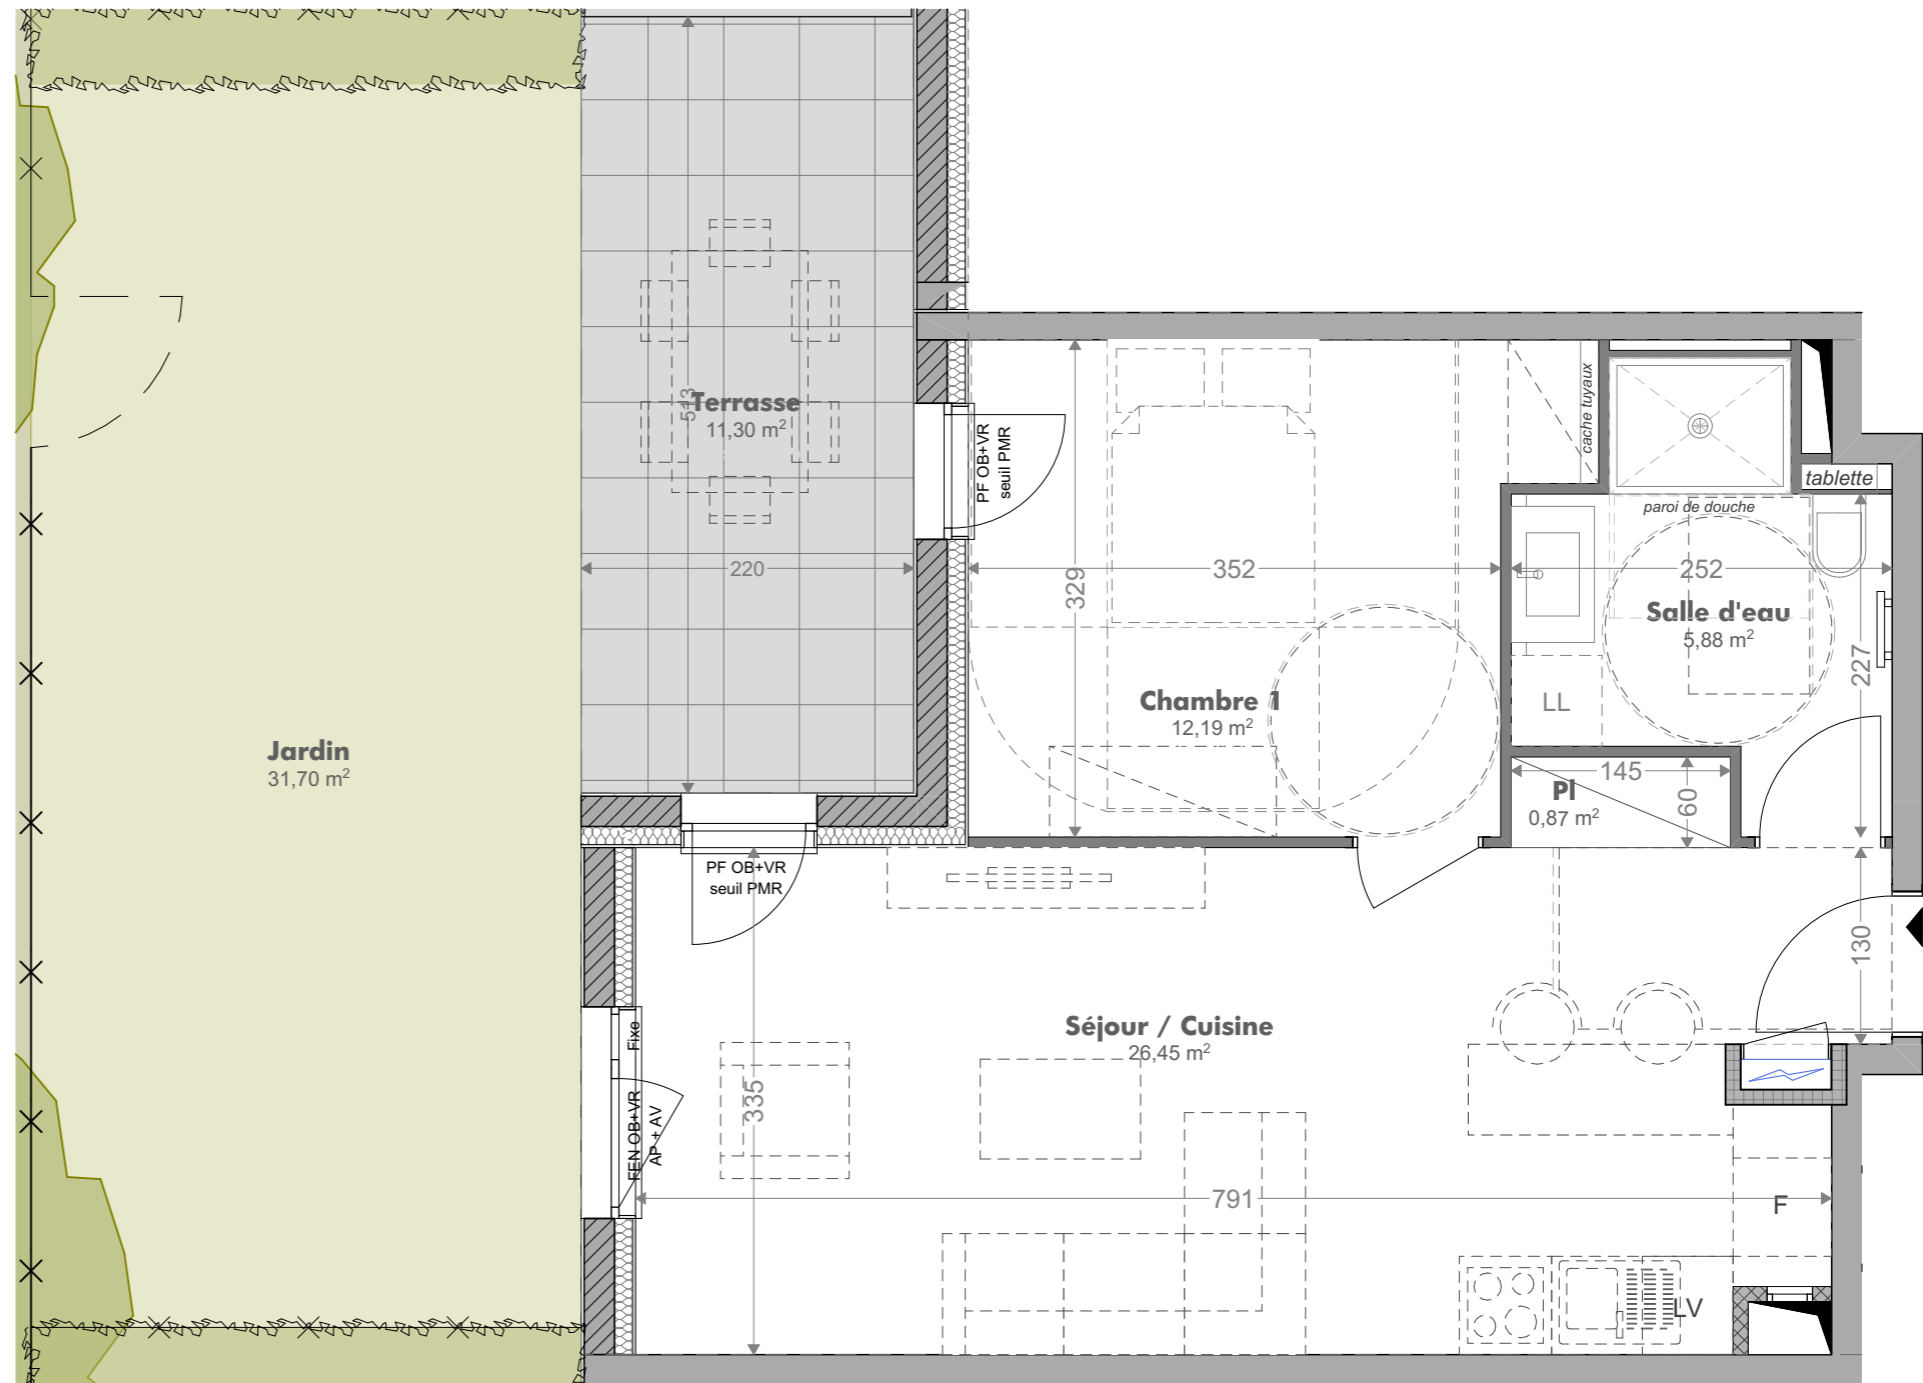 Terrasse
11,30 m²
513
220
PF OB+VR
seuil PMR
cache tuyaux
tablette
paroi de douche
352
329
252
Salle d'eau
5,88 m²
227
LL
Chambre 1
12,19 m²
Jardin
31,70 m²
145
Pl
0,87 m²
60
PF OB+VR
seuil PMR
130
Fixe
FEN OB+VR
AP + AV
335
Séjour / Cuisine
26,45 m²
791
F
LV